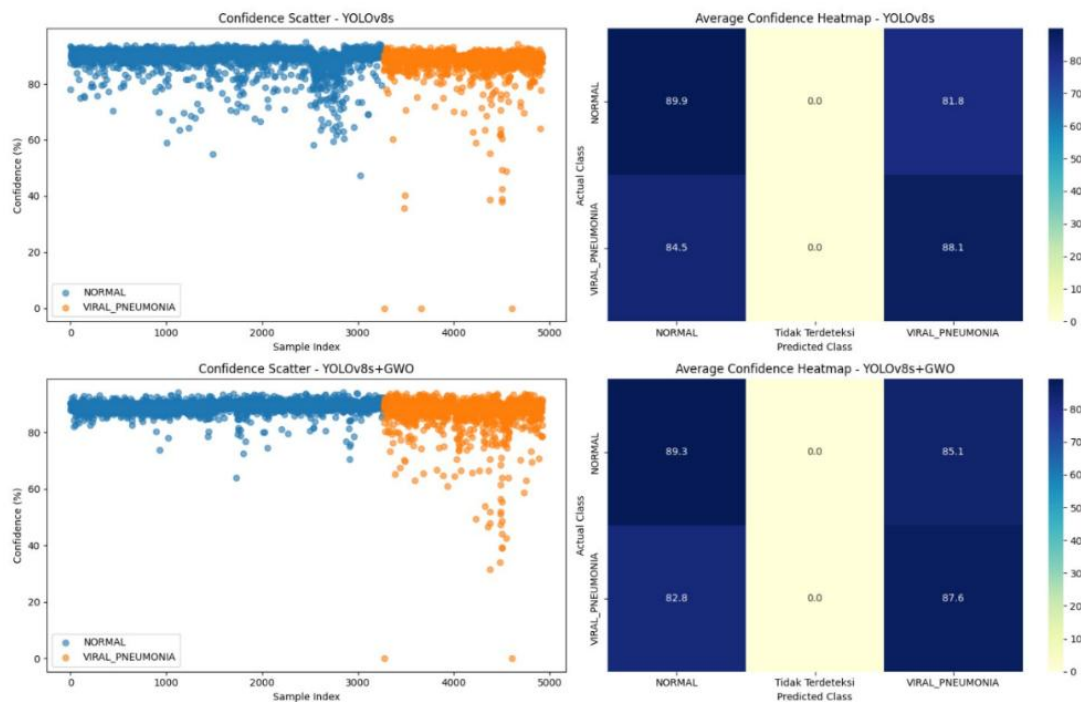 Confidence Scatter - YOLOv8s
Confidence (%)
80
60
40
20
0
NORMAL
VIRAL_PNEUMONIA
0 1000 2000 3000 4000 5000
Sample Index
Average Confidence Heatmap - YOLOv8s
Actual Class
NORMAL
VIRAL_PNEUMONIA
89.9 0.0 81.8
84.5 0.0 88.1
NORMAL Tidak Terdeteksi VIRAL_PNEUMONIA
Predicted Class
80
70
60
50
40
30
20
10
0
Confidence Scatter - YOLOv8s+GWO
Confidence (%)
80
60
40
20
0
NORMAL
VIRAL_PNEUMONIA
0 1000 2000 3000 4000 5000
Sample Index
Average Confidence Heatmap - YOLOv8s+GWO
Actual Class
NORMAL
VIRAL_PNEUMONIA
89.3 0.0 85.1
82.8 0.0 87.6
NORMAL Tidak Terdeteksi VIRAL_PNEUMONIA
Predicted Class
80
70
60
50
40
30
20
10
0